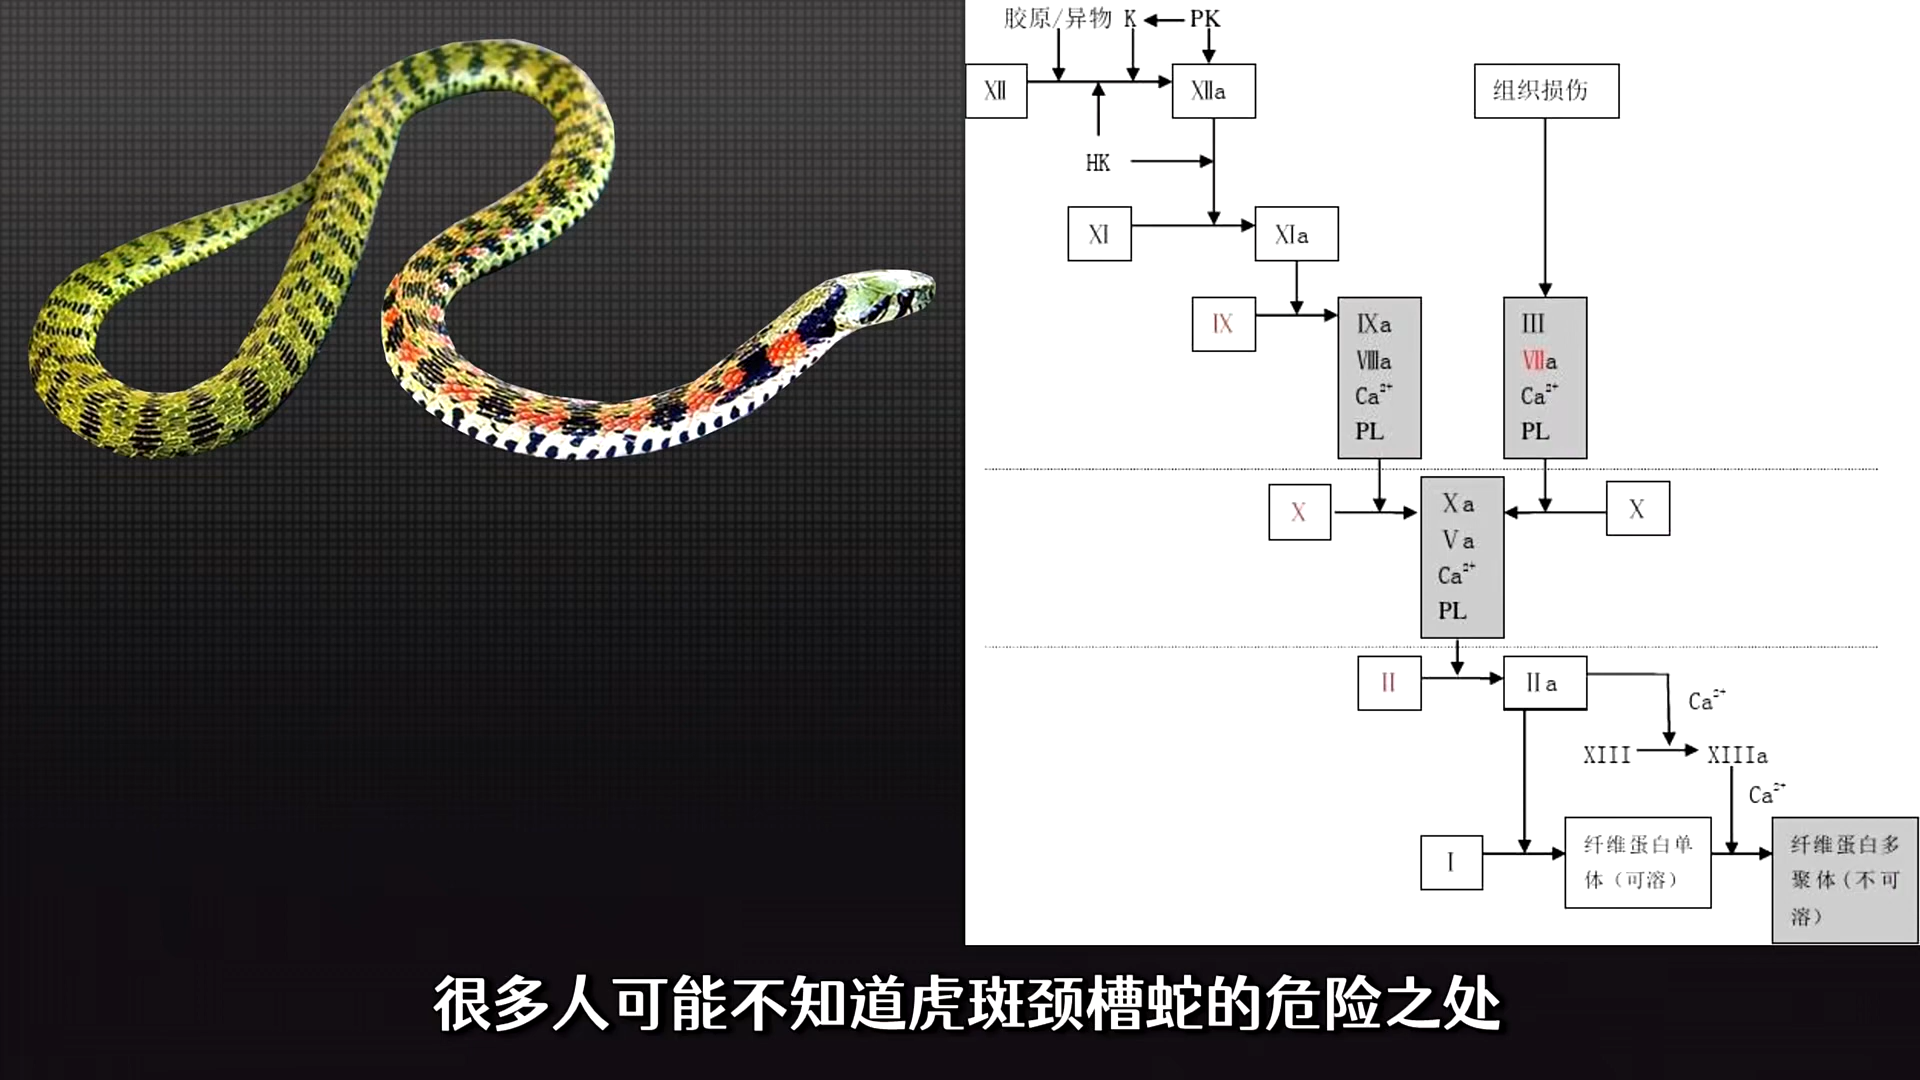 胶原/异物 K PK
XII
XIIa
组织损伤
HK
XI
XIa
IX
IXa
VIIIa
Ca²⁺
PL
III
VIIa
Ca²⁺
PL
X
Xa
Va
Ca²⁺
PL
X
II
IIa
Ca²⁺
XIII
XIIIa
Ca²⁺
I
纤维蛋白单
体（可溶）
纤维蛋白多
聚体(不可
溶）
很多人可能不知道虎斑颈槽蛇的危险之处